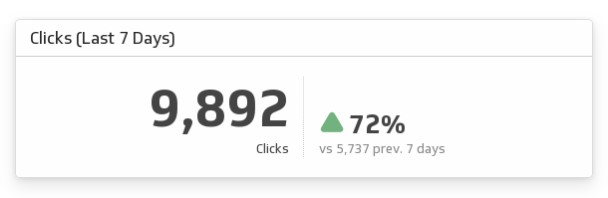 Clicks (Last 7 Days)
9,892
Clicks
72%
vs 5,737 prev. 7 days